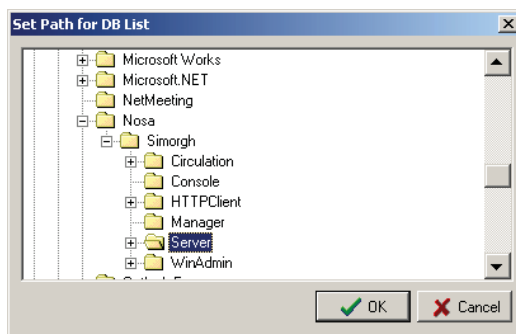 Set Path for DB List
Microsoft Works
Microsoft.NET
NetMeeting
Nosa
Simorgh
Circulation
Console
HTTPClient
Manager
Server
WinAdmin
OK
Cancel